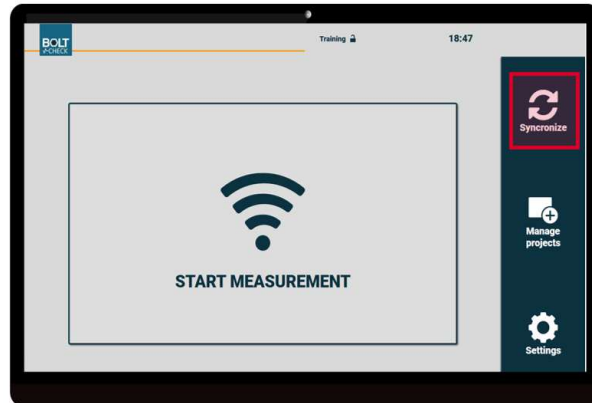 BOLT
✓-CHECK
Training
18:47
Syncronize
START MEASUREMENT
Manage
projects
Settings